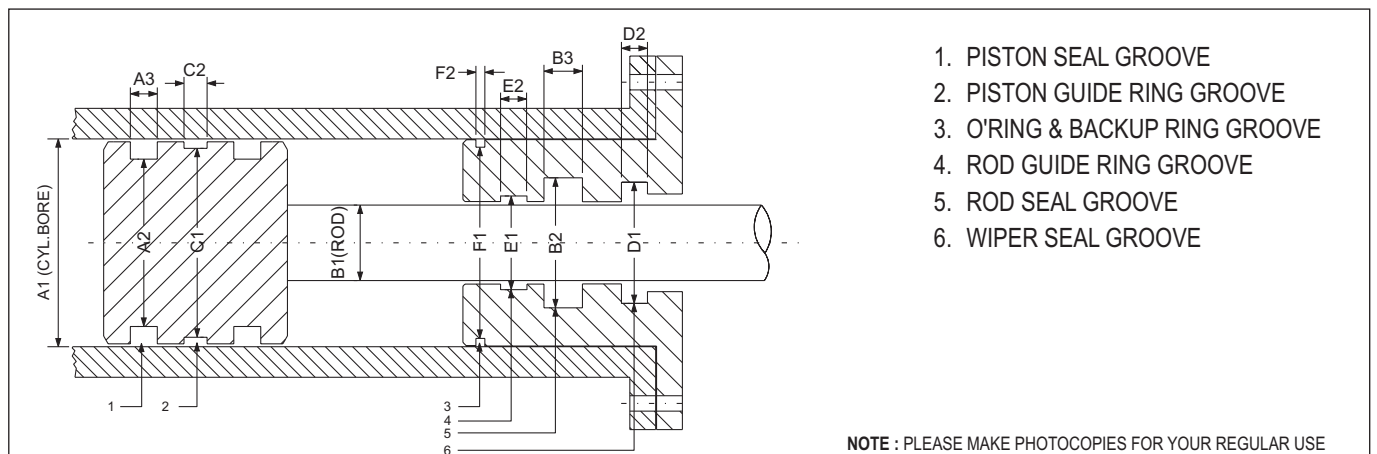 D2
C2
B3
A3
F2
E2
A1 (CYL.BORE)
A2
C1
B1(ROD)
F1
E1
B2
D1
1
2
3
4
5
6
1. PISTON SEAL GROOVE
2. PISTON GUIDE RING GROOVE
3. O'RING & BACKUP RING GROOVE
4. ROD GUIDE RING GROOVE
5. ROD SEAL GROOVE
6. WIPER SEAL GROOVE
NOTE : PLEASE MAKE PHOTOCOPIES FOR YOUR REGULAR USE